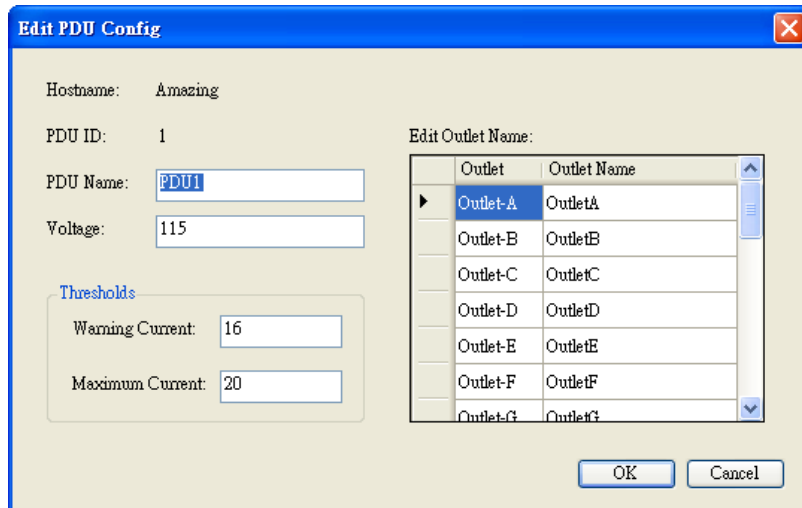 Edit PDU Config
Hostname: Amazing
PDU ID: 1
PDU Name: PDU1
Voltage: 115
Thresholds
Warning Current: 16
Maximum Current: 20
Edit Outlet Name:
Outlet Outlet Name
Outlet-A OutletA
Outlet-B OutletB
Outlet-C OutletC
Outlet-D OutletD
Outlet-E OutletE
Outlet-F OutletF
Outlet-G OutletG
OK Cancel